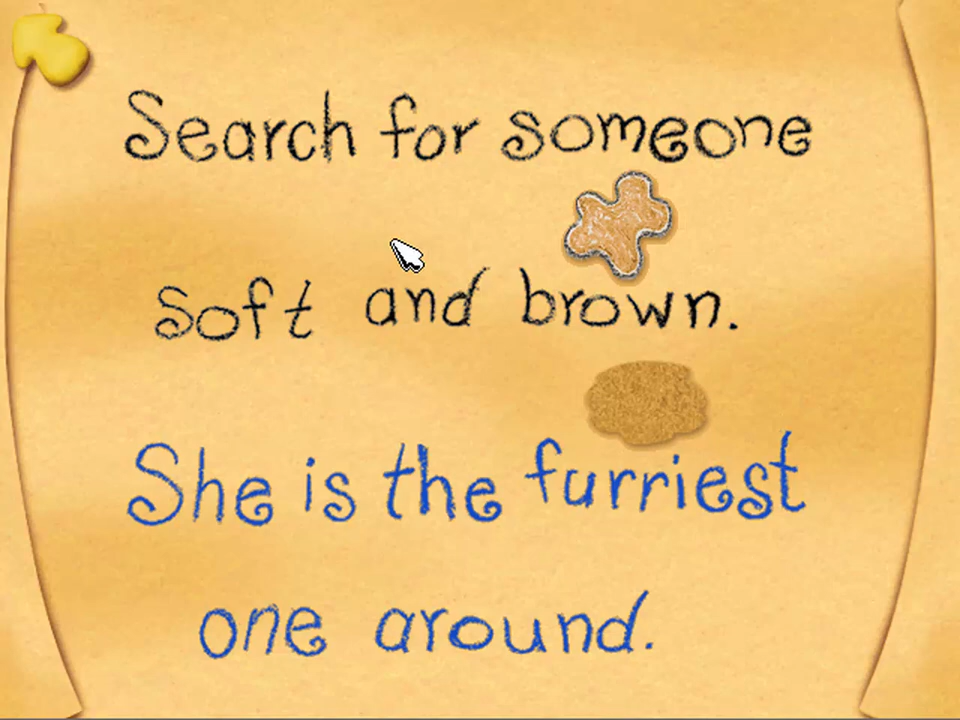 Search for someone
soft and brown.
She is the furriest
one around.